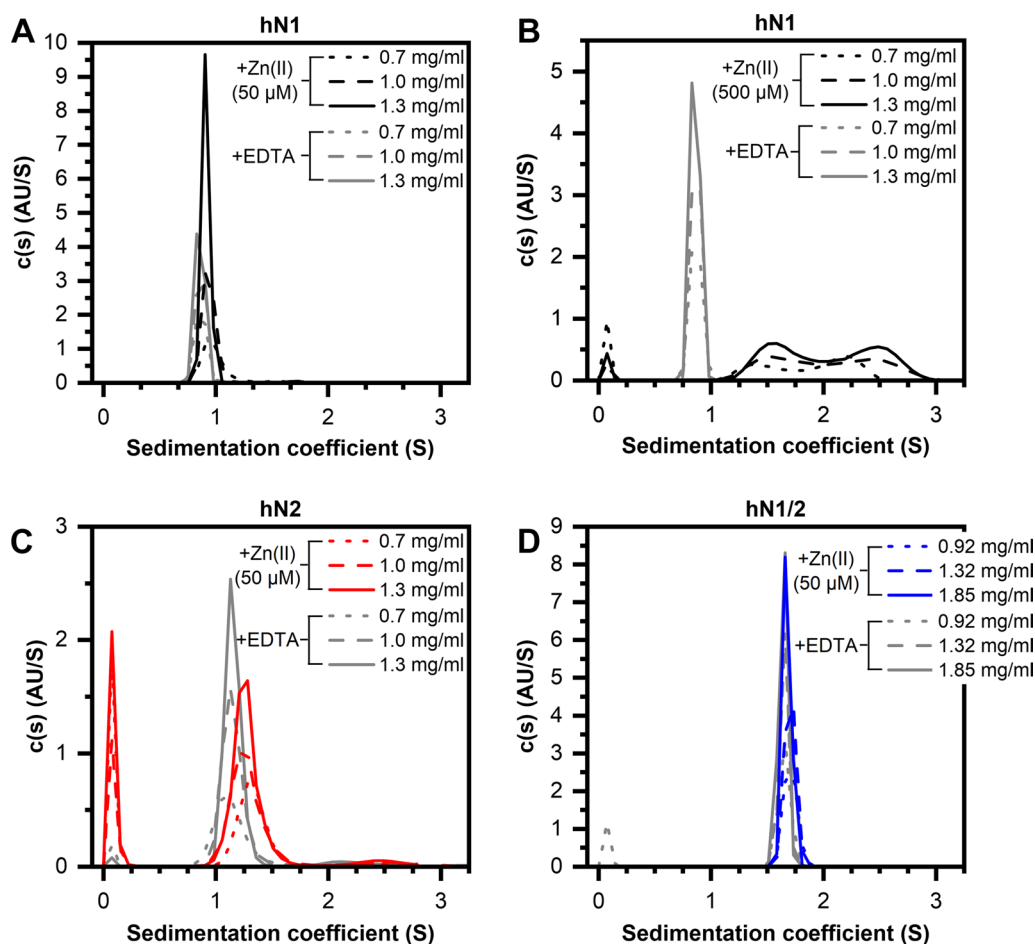 A
hN1
+Zn(II)
(50 µM)
0.7 mg/ml
1.0 mg/ml
1.3 mg/ml
+EDTA
0.7 mg/ml
1.0 mg/ml
1.3 mg/ml
c(s) (AU/S)
10
9
8
7
6
5
4
3
2
1
0
0 1 2 3
Sedimentation coefficient (S)
B
hN1
+Zn(II)
(500 µM)
0.7 mg/ml
1.0 mg/ml
1.3 mg/ml
+EDTA
0.7 mg/ml
1.0 mg/ml
1.3 mg/ml
c(s) (AU/S)
5
4
3
2
1
0
0 1 2 3
Sedimentation coefficient (S)
C
hN2
+Zn(II)
(50 µM)
0.7 mg/ml
1.0 mg/ml
1.3 mg/ml
+EDTA
0.7 mg/ml
1.0 mg/ml
1.3 mg/ml
c(s) (AU/S)
3
2
1
0
0 1 2 3
Sedimentation coefficient (S)
D
hN1/2
+Zn(II)
(50 µM)
0.92 mg/ml
1.32 mg/ml
1.85 mg/ml
+EDTA
0.92 mg/ml
1.32 mg/ml
1.85 mg/ml
c(s) (AU/S)
9
8
7
6
5
4
3
2
1
0
0 1 2 3
Sedimentation coefficient (S)